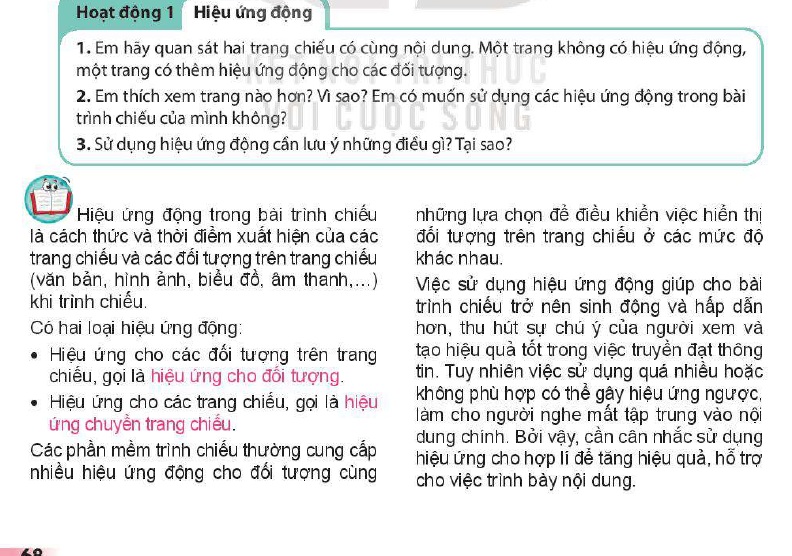 Hoạt động 1 Hiệu ứng động
1. Em hãy quan sát hai trang chiếu có cùng nội dung. Một trang không có hiệu ứng động,
một trang có thêm hiệu ứng động cho các đối tượng.
2. Em thích xem trang nào hơn? Vì sao? Em có muốn sử dụng các hiệu ứng động trong bài
trình chiếu của mình không?
3. Sử dụng hiệu ứng động cần lưu ý những điều gì? Tại sao?
KẾT NỐI TRI THỨC
VỚI CUỘC SỐNG
Hiệu ứng động trong bài trình chiếu
là cách thức và thời điểm xuất hiện của các
trang chiếu và các đối tượng trên trang chiếu
(văn bản, hình ảnh, biểu đồ, âm thanh,...)
khi trình chiếu.
Có hai loại hiệu ứng động:
• Hiệu ứng cho các đối tượng trên trang
chiếu, gọi là hiệu ứng cho đối tượng.
• Hiệu ứng cho các trang chiếu, gọi là hiệu
ứng chuyển trang chiếu.
Các phần mềm trình chiếu thường cung cấp
nhiều hiệu ứng động cho đối tượng cùng
những lựa chọn để điều khiển việc hiển thị
đối tượng trên trang chiếu ở các mức độ
khác nhau.
Việc sử dụng hiệu ứng động giúp cho bài
trình chiếu trở nên sinh động và hấp dẫn
hơn, thu hút sự chú ý của người xem và
tạo hiệu quả tốt trong việc truyền đạt thông
tin. Tuy nhiên việc sử dụng quá nhiều hoặc
không phù hợp có thể gây hiệu ứng ngược,
làm cho người nghe mất tập trung vào nội
dung chính. Bởi vậy, cần cân nhắc sử dụng
hiệu ứng cho hợp lí để tăng hiệu quả, hỗ trợ
cho việc trình bày nội dung.
68